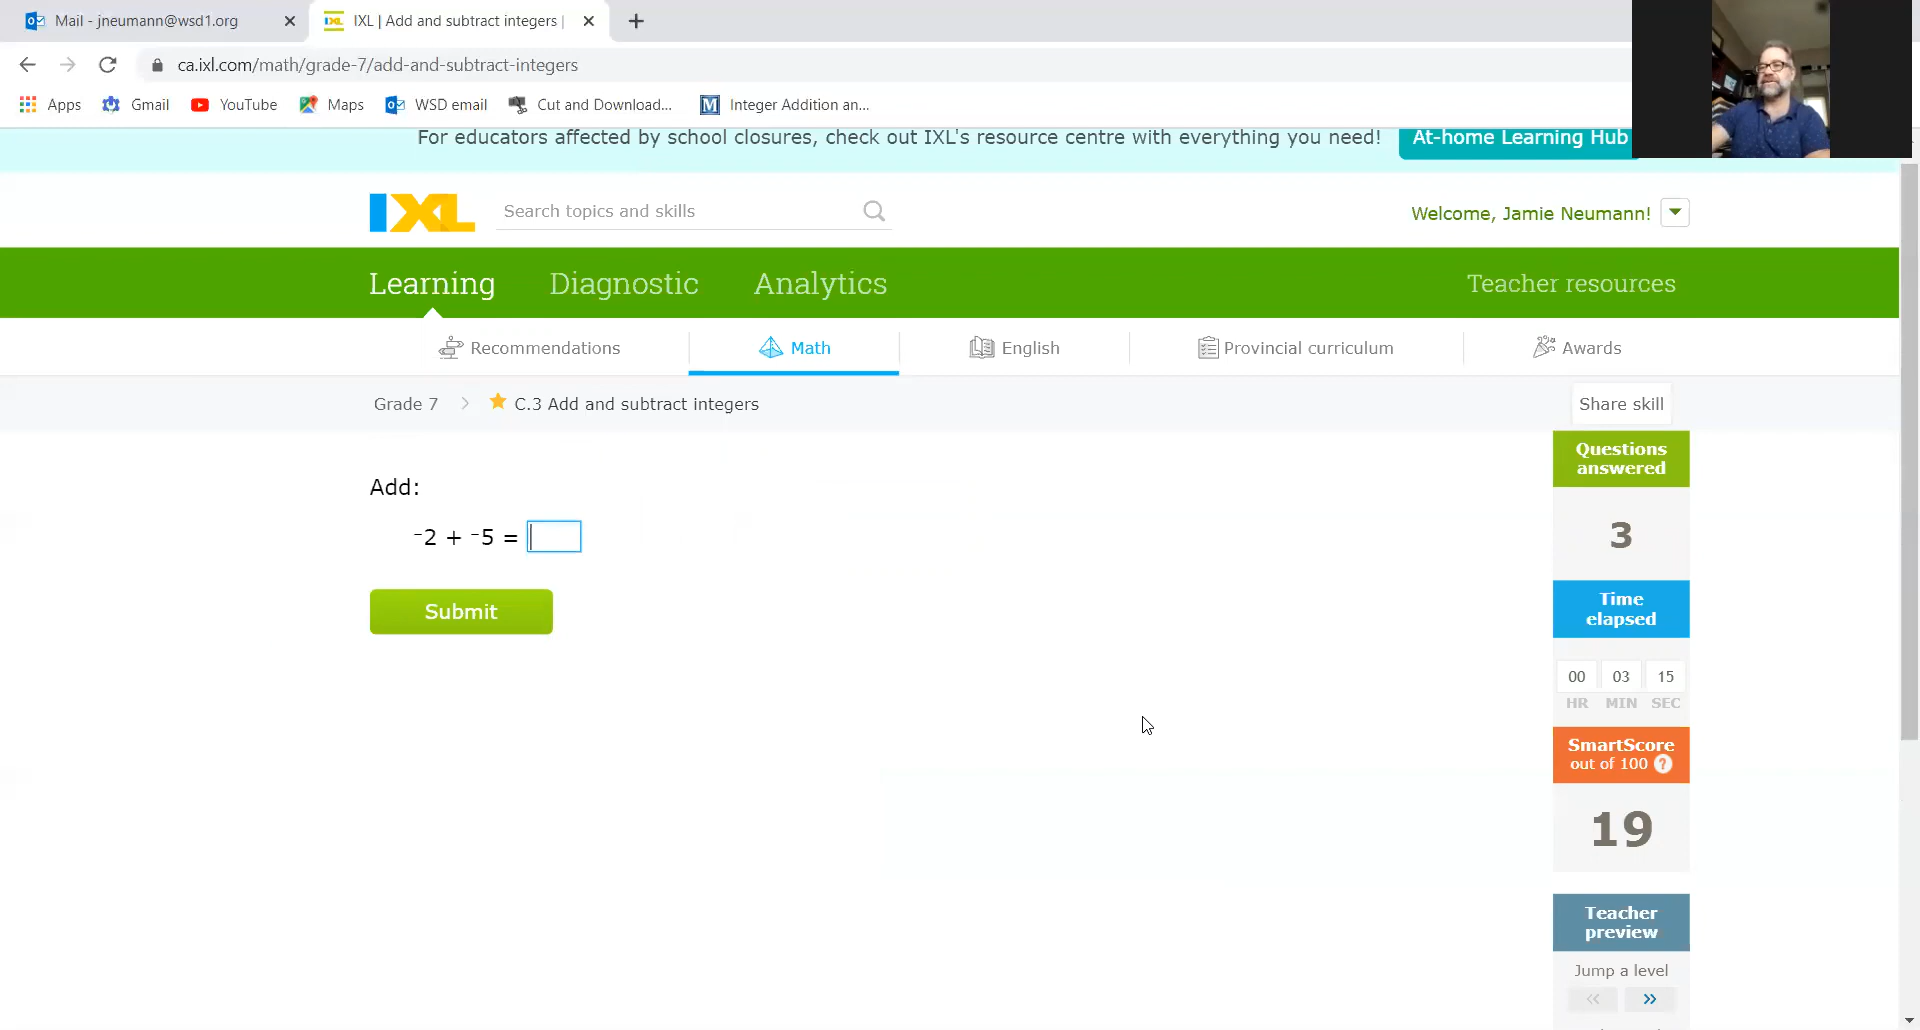 Mail - jneumann@wsd1.org
IXL | Add and subtract integers |
ca.ixl.com/math/grade-7/add-and-subtract-integers
Apps Gmail YouTube Maps WSD email Cut and Download... Integer Addition an...
For educators affected by school closures, check out IXL's resource centre with everything you need! At-home Learning Hub
IXL Search topics and skills Welcome, Jamie Neumann!
Learning Diagnostic Analytics Teacher resources
Recommendations Math English Provincial curriculum Awards
Grade 7 > C.3 Add and subtract integers Share skill
Add:
⁻2 + ⁻5 =
Submit
Questions
answered
3
Time
elapsed
00 03 15
HR MIN SEC
SmartScore
out of 100 ?
19
Teacher
preview
Jump a level